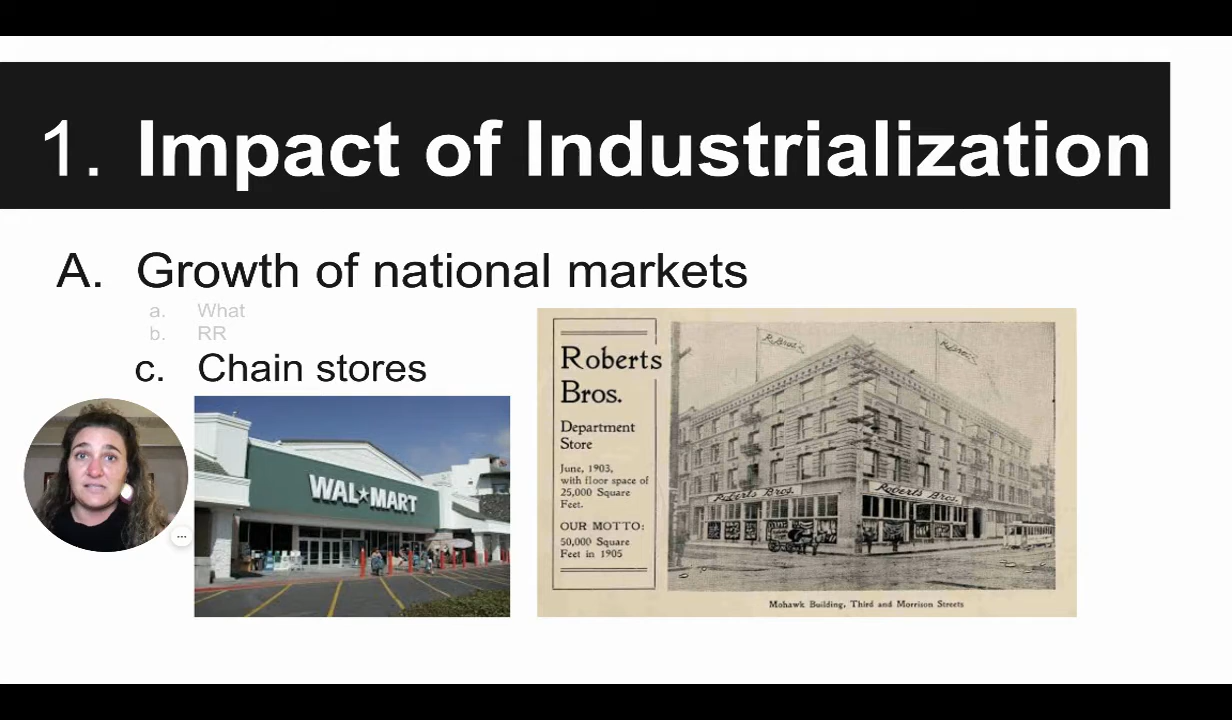 1. Impact of Industrialization
A. Growth of national markets
a. What
b. RR
c. Chain stores
WAL★MART
Roberts
Bros.
Department
Store
June, 1903,
with floor space of
25,000 Square
Feet.
OUR MOTTO:
50,000 Square
Feet in 1905
Roberts Bros.
Roberts Bros.
Mohawk Building, Third and Morrison Streets